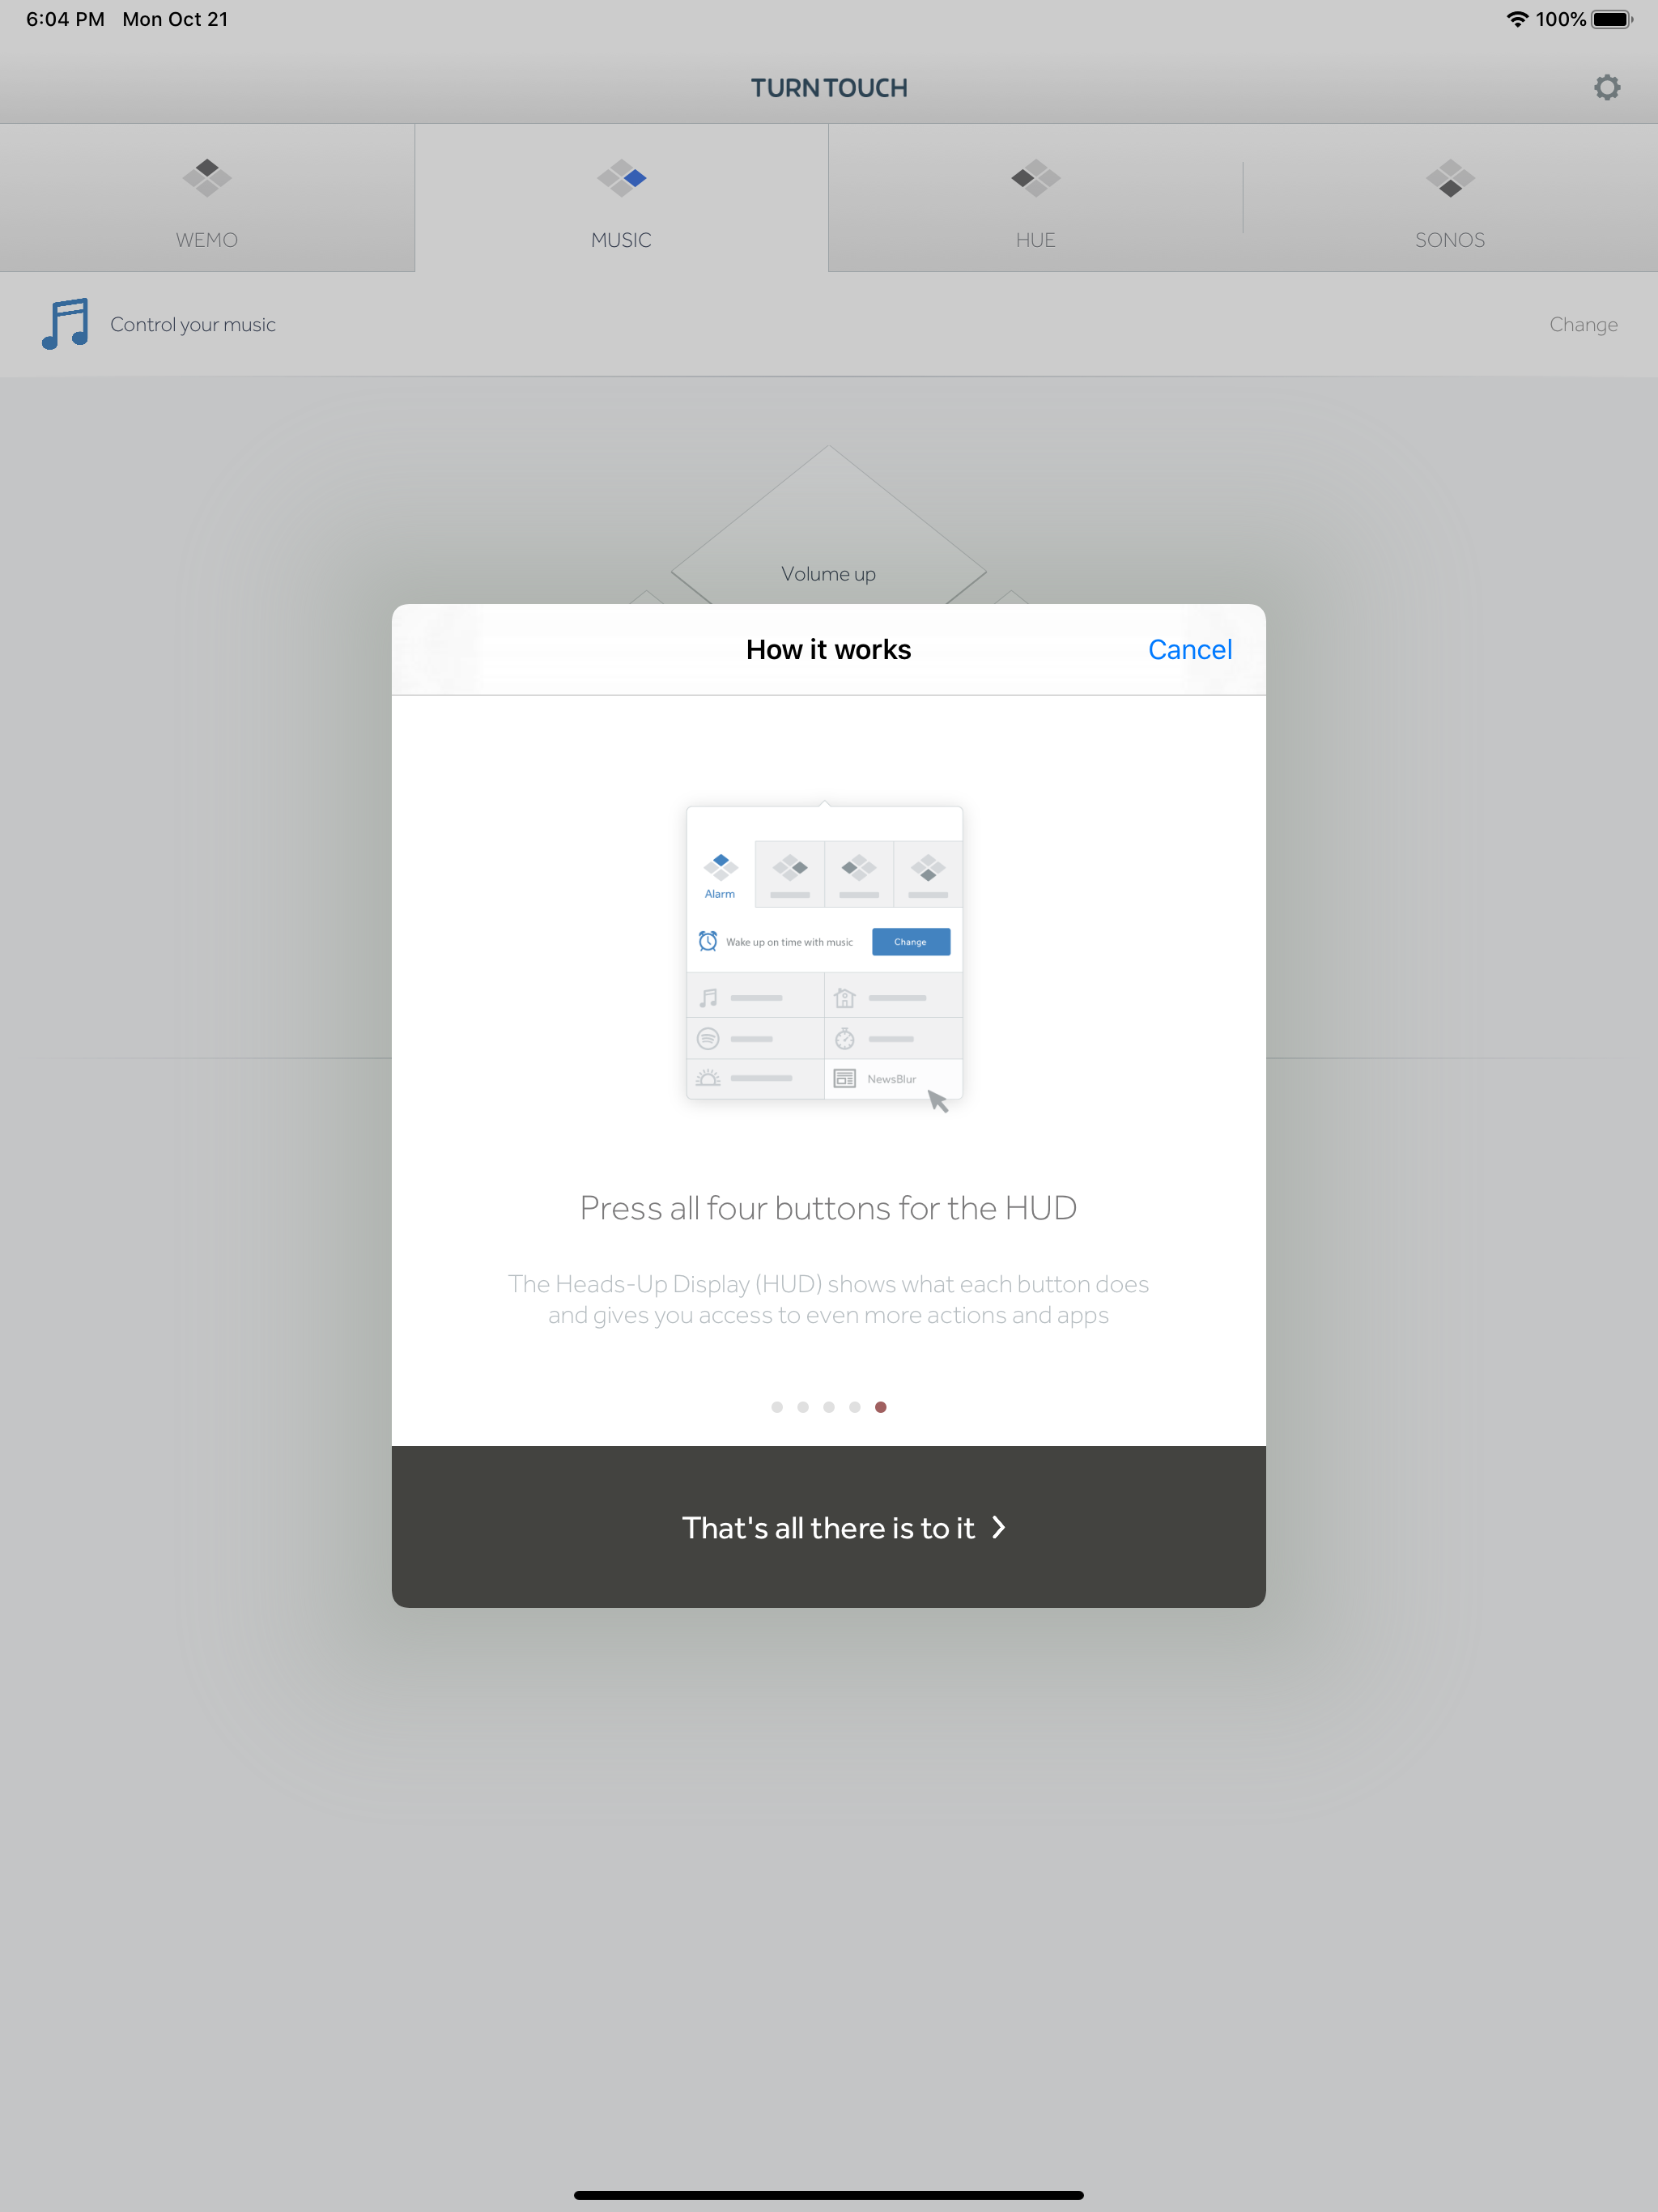 6:04 PM Mon Oct 21
100%
TURN TOUCH
WEMO
MUSIC
HUE
SONOS
Control your music
Change
Volume up
How it works
Cancel
Alarm
Wake up on time with music
Change
NewsBlur
Press all four buttons for the HUD
The Heads-Up Display (HUD) shows what each button does
and gives you access to even more actions and apps
That's all there is to it